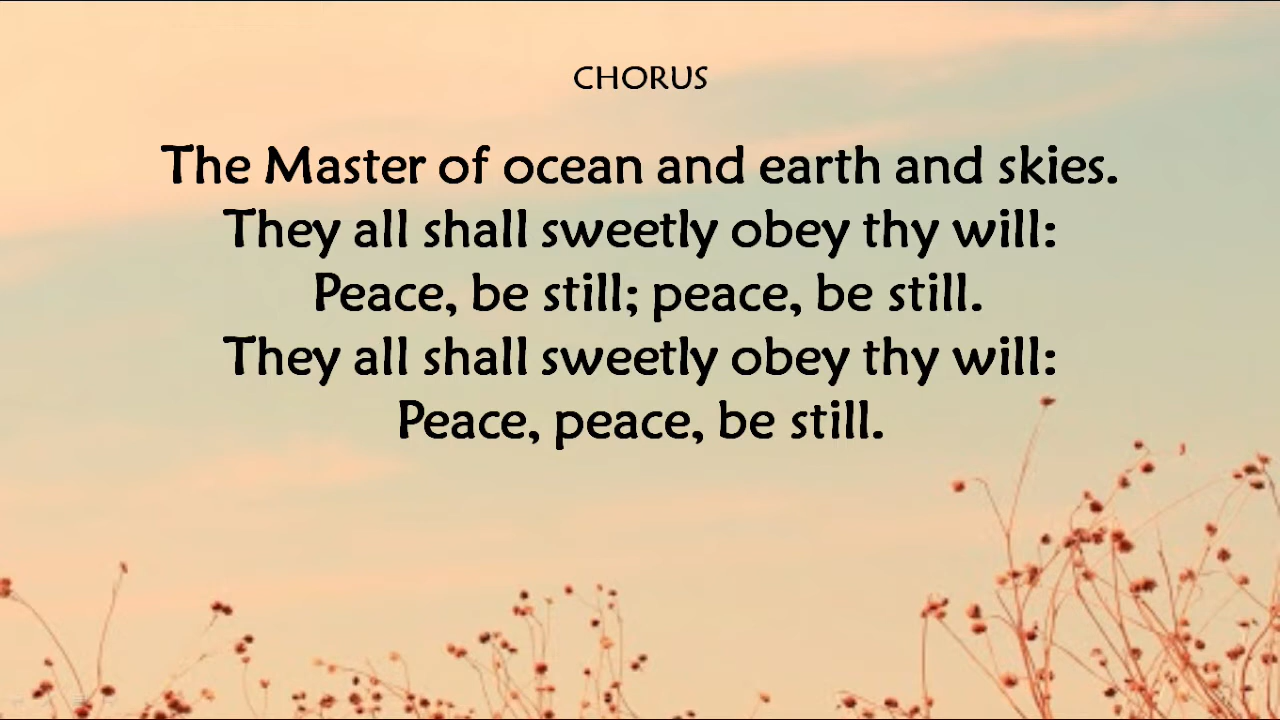 CHORUS
The Master of ocean and earth and skies.
They all shall sweetly obey thy will:
Peace, be still; peace, be still.
They all shall sweetly obey thy will:
Peace, peace, be still.